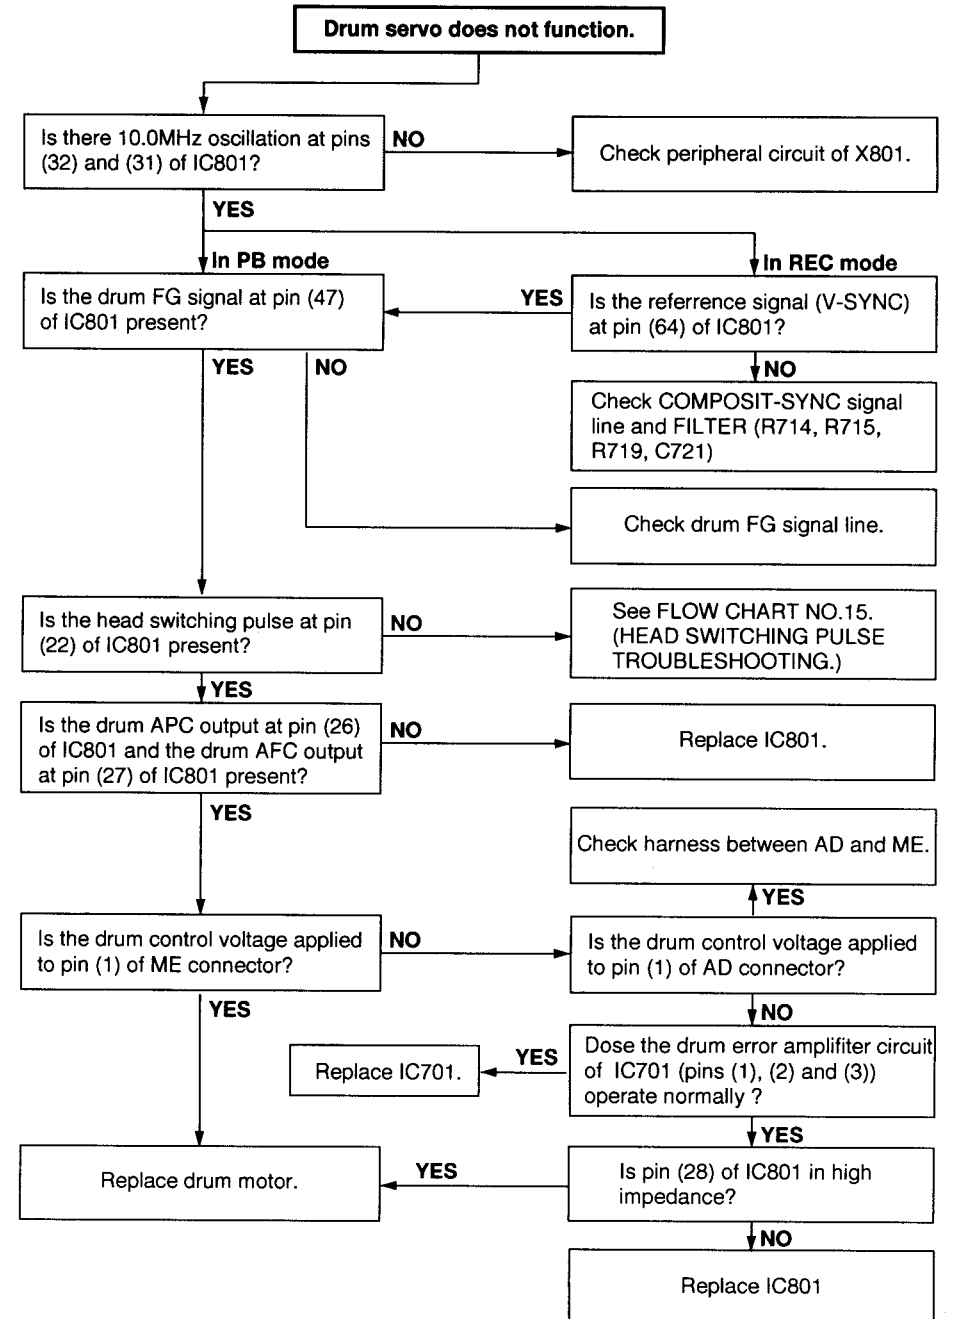 Drum servo does not function.
Is there 10.0MHz oscillation at pins
(32) and (31) of IC801?
NO
Check peripheral circuit of X801.
YES
In PB mode
In REC mode
Is the drum FG signal at pin (47)
of IC801 present?
YES
Is the referrence signal (V-SYNC)
at pin (64) of IC801?
YES
NO
NO
Check COMPOSIT-SYNC signal
line and FILTER (R714, R715,
R719, C721)
Check drum FG signal line.
Is the head switching pulse at pin
(22) of IC801 present?
NO
See FLOW CHART NO.15.
(HEAD SWITCHING PULSE
TROUBLESHOOTING.)
YES
Is the drum APC output at pin (26)
of IC801 and the drum AFC output
at pin (27) of IC801 present?
NO
Replace IC801.
YES
Check harness between AD and ME.
YES
Is the drum control voltage applied
to pin (1) of ME connector?
NO
Is the drum control voltage applied
to pin (1) of AD connector?
YES
NO
Replace IC701.
YES
Dose the drum error amplifiter circuit
of IC701 (pins (1), (2) and (3))
operate normally ?
YES
Replace drum motor.
YES
Is pin (28) of IC801 in high
impedance?
NO
Replace IC801